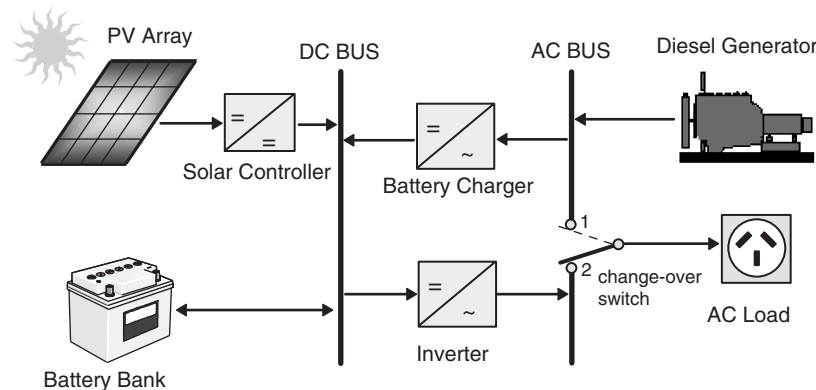 PV Array
DC BUS
AC BUS
Diesel Generator
=
=
Solar Controller
=
~
Battery Charger
1
2
change-over
switch
AC Load
=
~
Inverter
Battery Bank